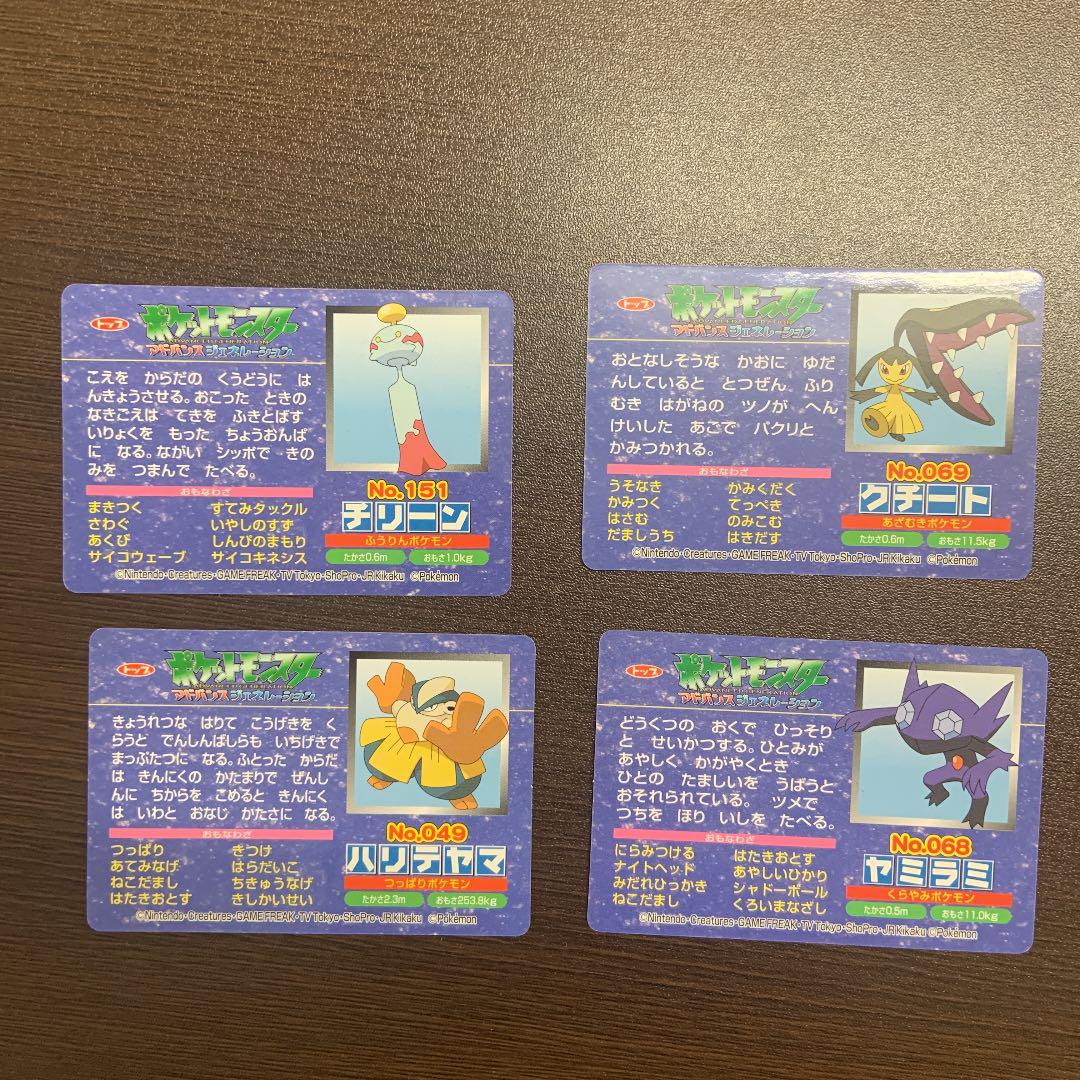 トップ
ポケットモンスター
ADVANCED GENERATION
アドバンスジェネレーション
こえを からだの くうどうに は
んきょうさせる。おこった ときの
なきごえは てきを ふきとばす
いりょくを もった ちょうおんぱ
に なる。ながい シッポで きの
みを つまんで たべる。
おもなわざ
まきつく すてみタックル
さわぐ いやしのすず
あくび しんぴのまもり
サイコウェーブ サイコキネシス
No.151
チリーン
ふうりんポケモン
たかさ0.6m おもさ1.0kg
©Nintendo・Creatures・GAME FREAK・TV Tokyo・ShoPro・JR Kikaku ©Pokémon
トップ
ポケットモンスター
ADVANCED GENERATION
アドバンスジェネレーション
おとなしそうな かおに ゆだ
んしていると とつぜん ふり
むき はがねの ツノが へん
けいした あごで バクリと
かみつかれる。
おもなわざ
うそなき かみくだく
かみつく てっぺき
はさむ のみこむ
だましうち はきだす
No.069
クチート
あざむきポケモン
たかさ0.6m おもさ11.5kg
©Nintendo・Creatures・GAME FREAK・TV Tokyo・ShoPro・JR Kikaku ©Pokémon
トップ
ポケットモンスター
ADVANCED GENERATION
アドバンスジェネレーション
きょうれつな はりて こうげきを く
らうと でんしんばしらも いちげきで
まっぷたつに なる。ふとった からだ
は きんにくの かたまりで ぜんし
んに ちからを こめると きんにく
は いわと おなじ かたさに なる。
おもなわざ
つっぱり きつけ
あてみなげ はらだいこ
ねこだまし ちきゅうなげ
はたきおとす きしかいせい
No.049
ハリテヤマ
つっぱりポケモン
たかさ2.3m おもさ253.8kg
©Nintendo・Creatures・GAME FREAK・TV Tokyo・ShoPro・JR Kikaku ©Pokémon
トップ
ポケットモンスター
ADVANCED GENERATION
アドバンスジェネレーション
どうくつの おくで ひっそり
と せいかつする。ひとみが
あやしく かがやくとき
ひとの たましいを うばうと
おそれられている。 ツメで
つちを ほり いしを たべる。
おもなわざ
にらみつける はたきおとす
ナイトヘッド あやしいひかり
みだれひっかき シャドーボール
ねこだまし くろいまなざし
No.068
ヤミラミ
くらやみポケモン
たかさ0.5m おもさ11.0kg
©Nintendo・Creatures・GAME FREAK・TV Tokyo・ShoPro・JR Kikaku ©Pokémon